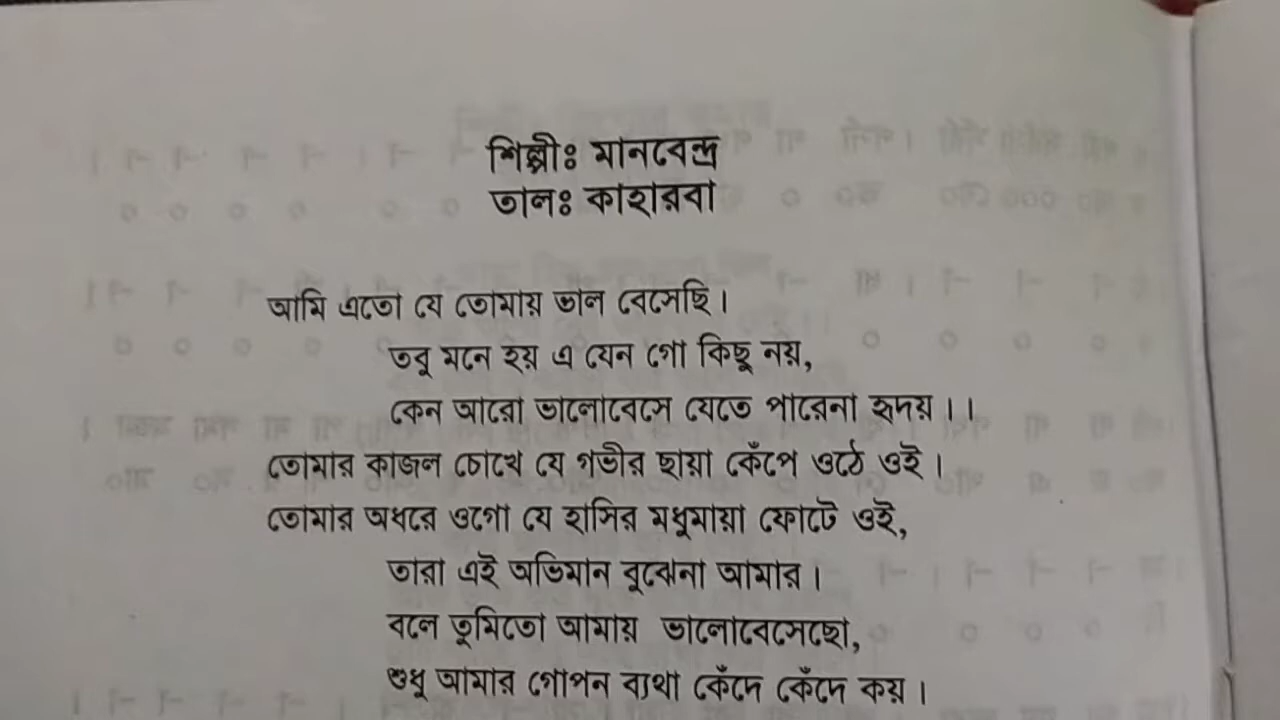 শিল্পীঃ মানবেন্দ্র
তালঃ কাহারবা
আমি এতো যে তোমায় ভাল বেসেছি।
তবু মনে হয় এ যেন গো কিছু নয়,
কেন আরো ভালোবেসে যেতে পারেনা হৃদয়।।
তোমার কাজল চোখে যে গভীর ছায়া কেঁপে ওঠে ওই।
তোমার অধরে ওগো যে হাসির মধুমায়া ফোটে ওই,
তারা এই অভিমান বুঝেনা আমার।
বলে তুমিতো আমায় ভালোবেসেছো,
শুধু আমার গোপন ব্যথা কেঁদে কেঁদে কয়।